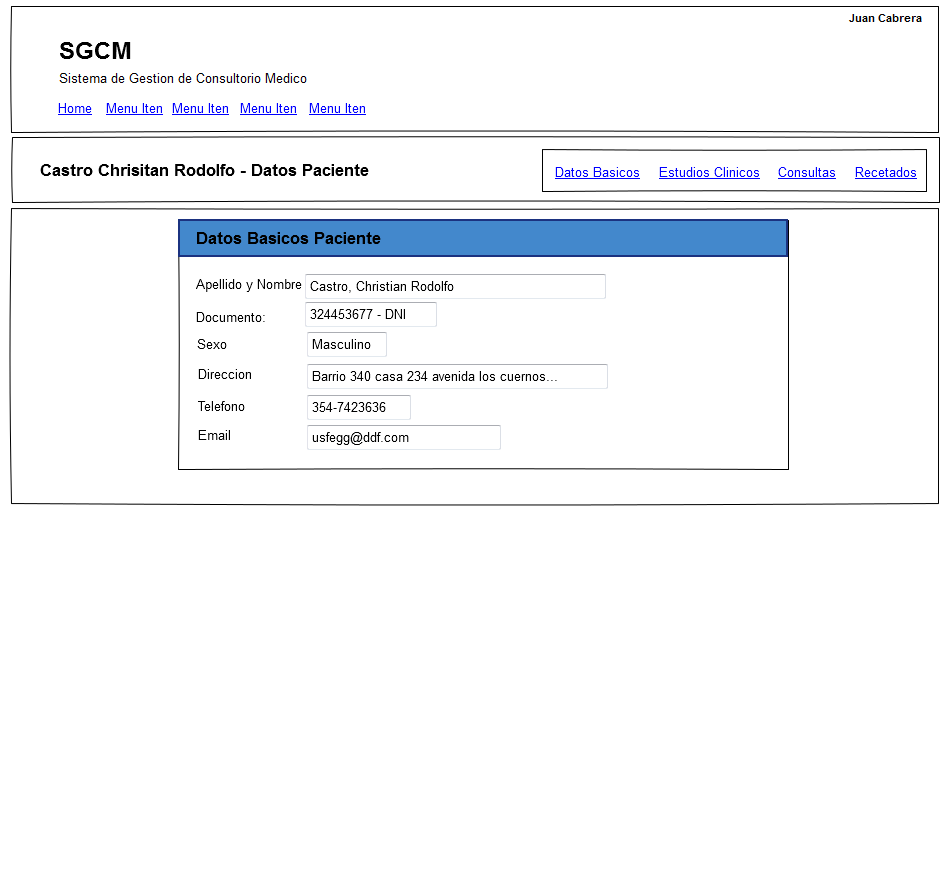 Juan Cabrera
SGCM
Sistema de Gestion de Consultorio Medico
Home Menu Iten Menu Iten Menu Iten Menu Iten
Castro Chrisitan Rodolfo - Datos Paciente
Datos Basicos Estudios Clinicos Consultas Recetados
Datos Basicos Paciente
Apellido y Nombre Castro, Christian Rodolfo
Documento: 324453677 - DNI
Sexo Masculino
Direccion Barrio 340 casa 234 avenida los cuernos...
Telefono 354-7423636
Email usfegg@ddf.com